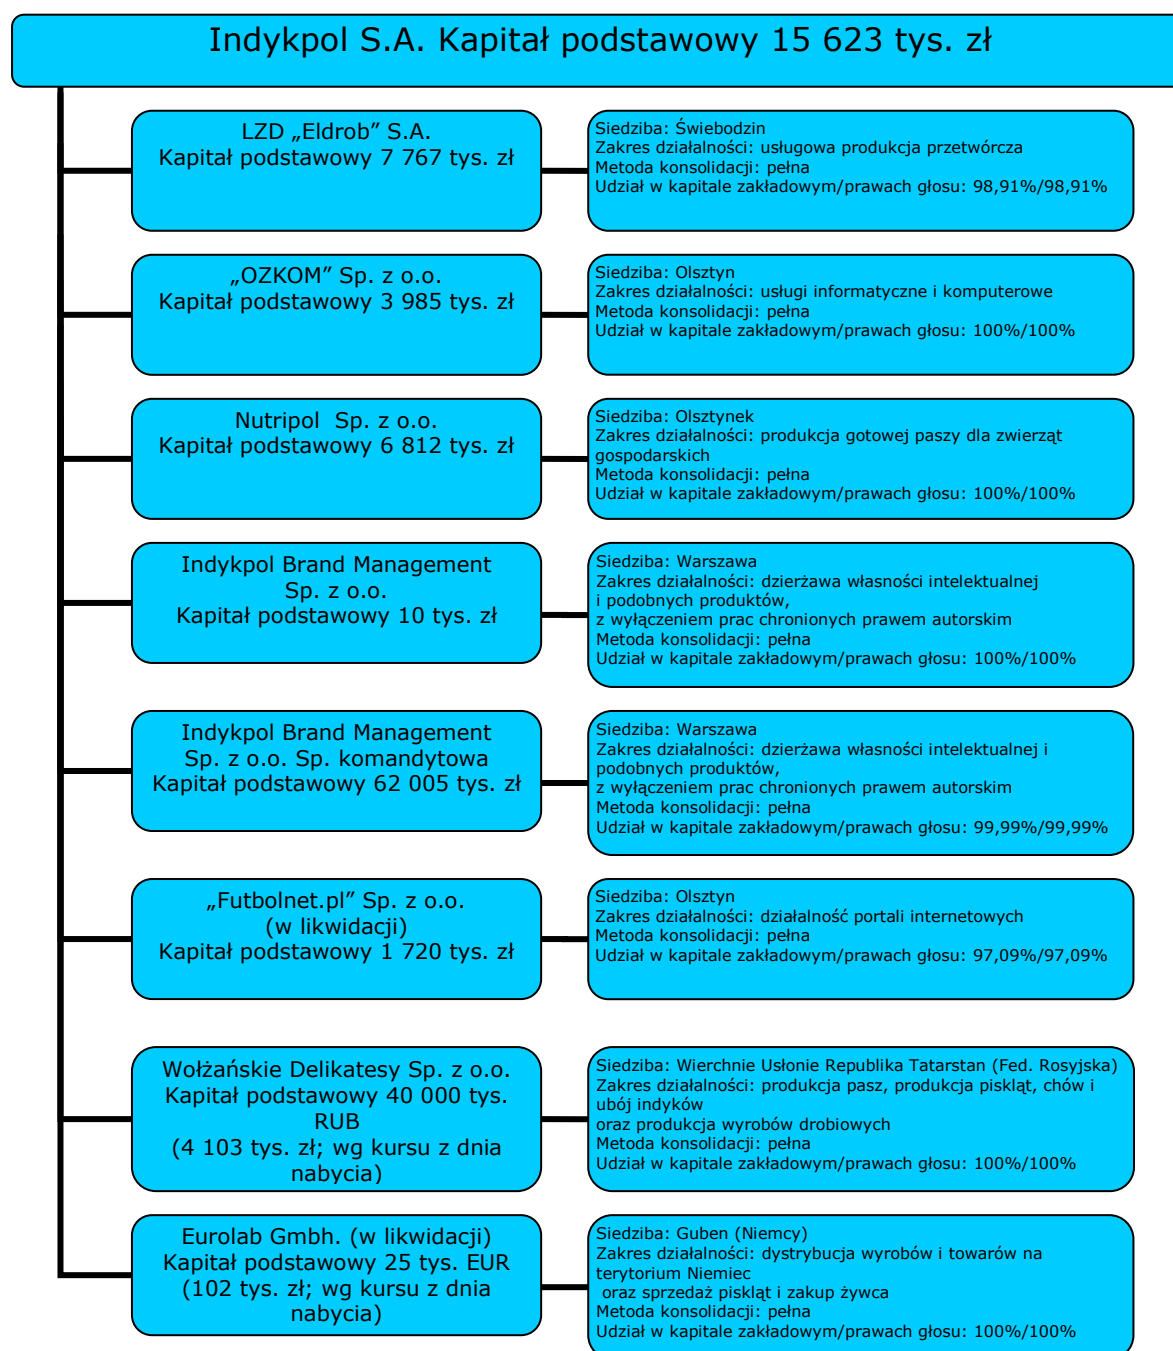 Indykpol S.A. Kapitał podstawowy 15 623 tys. zł
LZD „Eldrob” S.A.
Kapitał podstawowy 7 767 tys. zł
Siedziba: Świebodzin
Zakres działalności: usługowa produkcja przetwórcza
Metoda konsolidacji: pełna
Udział w kapitale zakładowym/prawach głosu: 98,91%/98,91%
„OZKOM” Sp. z o.o.
Kapitał podstawowy 3 985 tys. zł
Siedziba: Olsztyn
Zakres działalności: usługi informatyczne i komputerowe
Metoda konsolidacji: pełna
Udział w kapitale zakładowym/prawach głosu: 100%/100%
Nutripol Sp. z o.o.
Kapitał podstawowy 6 812 tys. zł
Siedziba: Olsztynek
Zakres działalności: produkcja gotowej paszy dla zwierząt
gospodarskich
Metoda konsolidacji: pełna
Udział w kapitale zakładowym/prawach głosu: 100%/100%
Indykpol Brand Management
Sp. z o.o.
Kapitał podstawowy 10 tys. zł
Siedziba: Warszawa
Zakres działalności: dzierżawa własności intelektualnej
i podobnych produktów,
z wyłączeniem prac chronionych prawem autorskim
Metoda konsolidacji: pełna
Udział w kapitale zakładowym/prawach głosu: 100%/100%
Indykpol Brand Management
Sp. z o.o. Sp. komandytowa
Kapitał podstawowy 62 005 tys. zł
Siedziba: Warszawa
Zakres działalności: dzierżawa własności intelektualnej i
podobnych produktów,
z wyłączeniem prac chronionych prawem autorskim
Metoda konsolidacji: pełna
Udział w kapitale zakładowym/prawach głosu: 99,99%/99,99%
„Futbolnet.pl” Sp. z o.o.
(w likwidacji)
Kapitał podstawowy 1 720 tys. zł
Siedziba: Olsztyn
Zakres działalności: działalność portali internetowych
Metoda konsolidacji: pełna
Udział w kapitale zakładowym/prawach głosu: 97,09%/97,09%
Wołżańskie Delikatesy Sp. z o.o.
Kapitał podstawowy 40 000 tys.
RUB
(4 103 tys. zł; wg kursu z dnia
nabycia)
Siedziba: Wierchnie Usłonie Republika Tatarstan (Fed. Rosyjska)
Zakres działalności: produkcja pasz, produkcja piskląt, chów i
ubój indyków
oraz produkcja wyrobów drobiowych
Metoda konsolidacji: pełna
Udział w kapitale zakładowym/prawach głosu: 100%/100%
Eurolab Gmbh. (w likwidacji)
Kapitał podstawowy 25 tys. EUR
(102 tys. zł; wg kursu z dnia
nabycia)
Siedziba: Guben (Niemcy)
Zakres działalności: dystrybucja wyrobów i towarów na
terytorium Niemiec
oraz sprzedaż piskląt i zakup żywca
Metoda konsolidacji: pełna
Udział w kapitale zakładowym/prawach głosu: 100%/100%